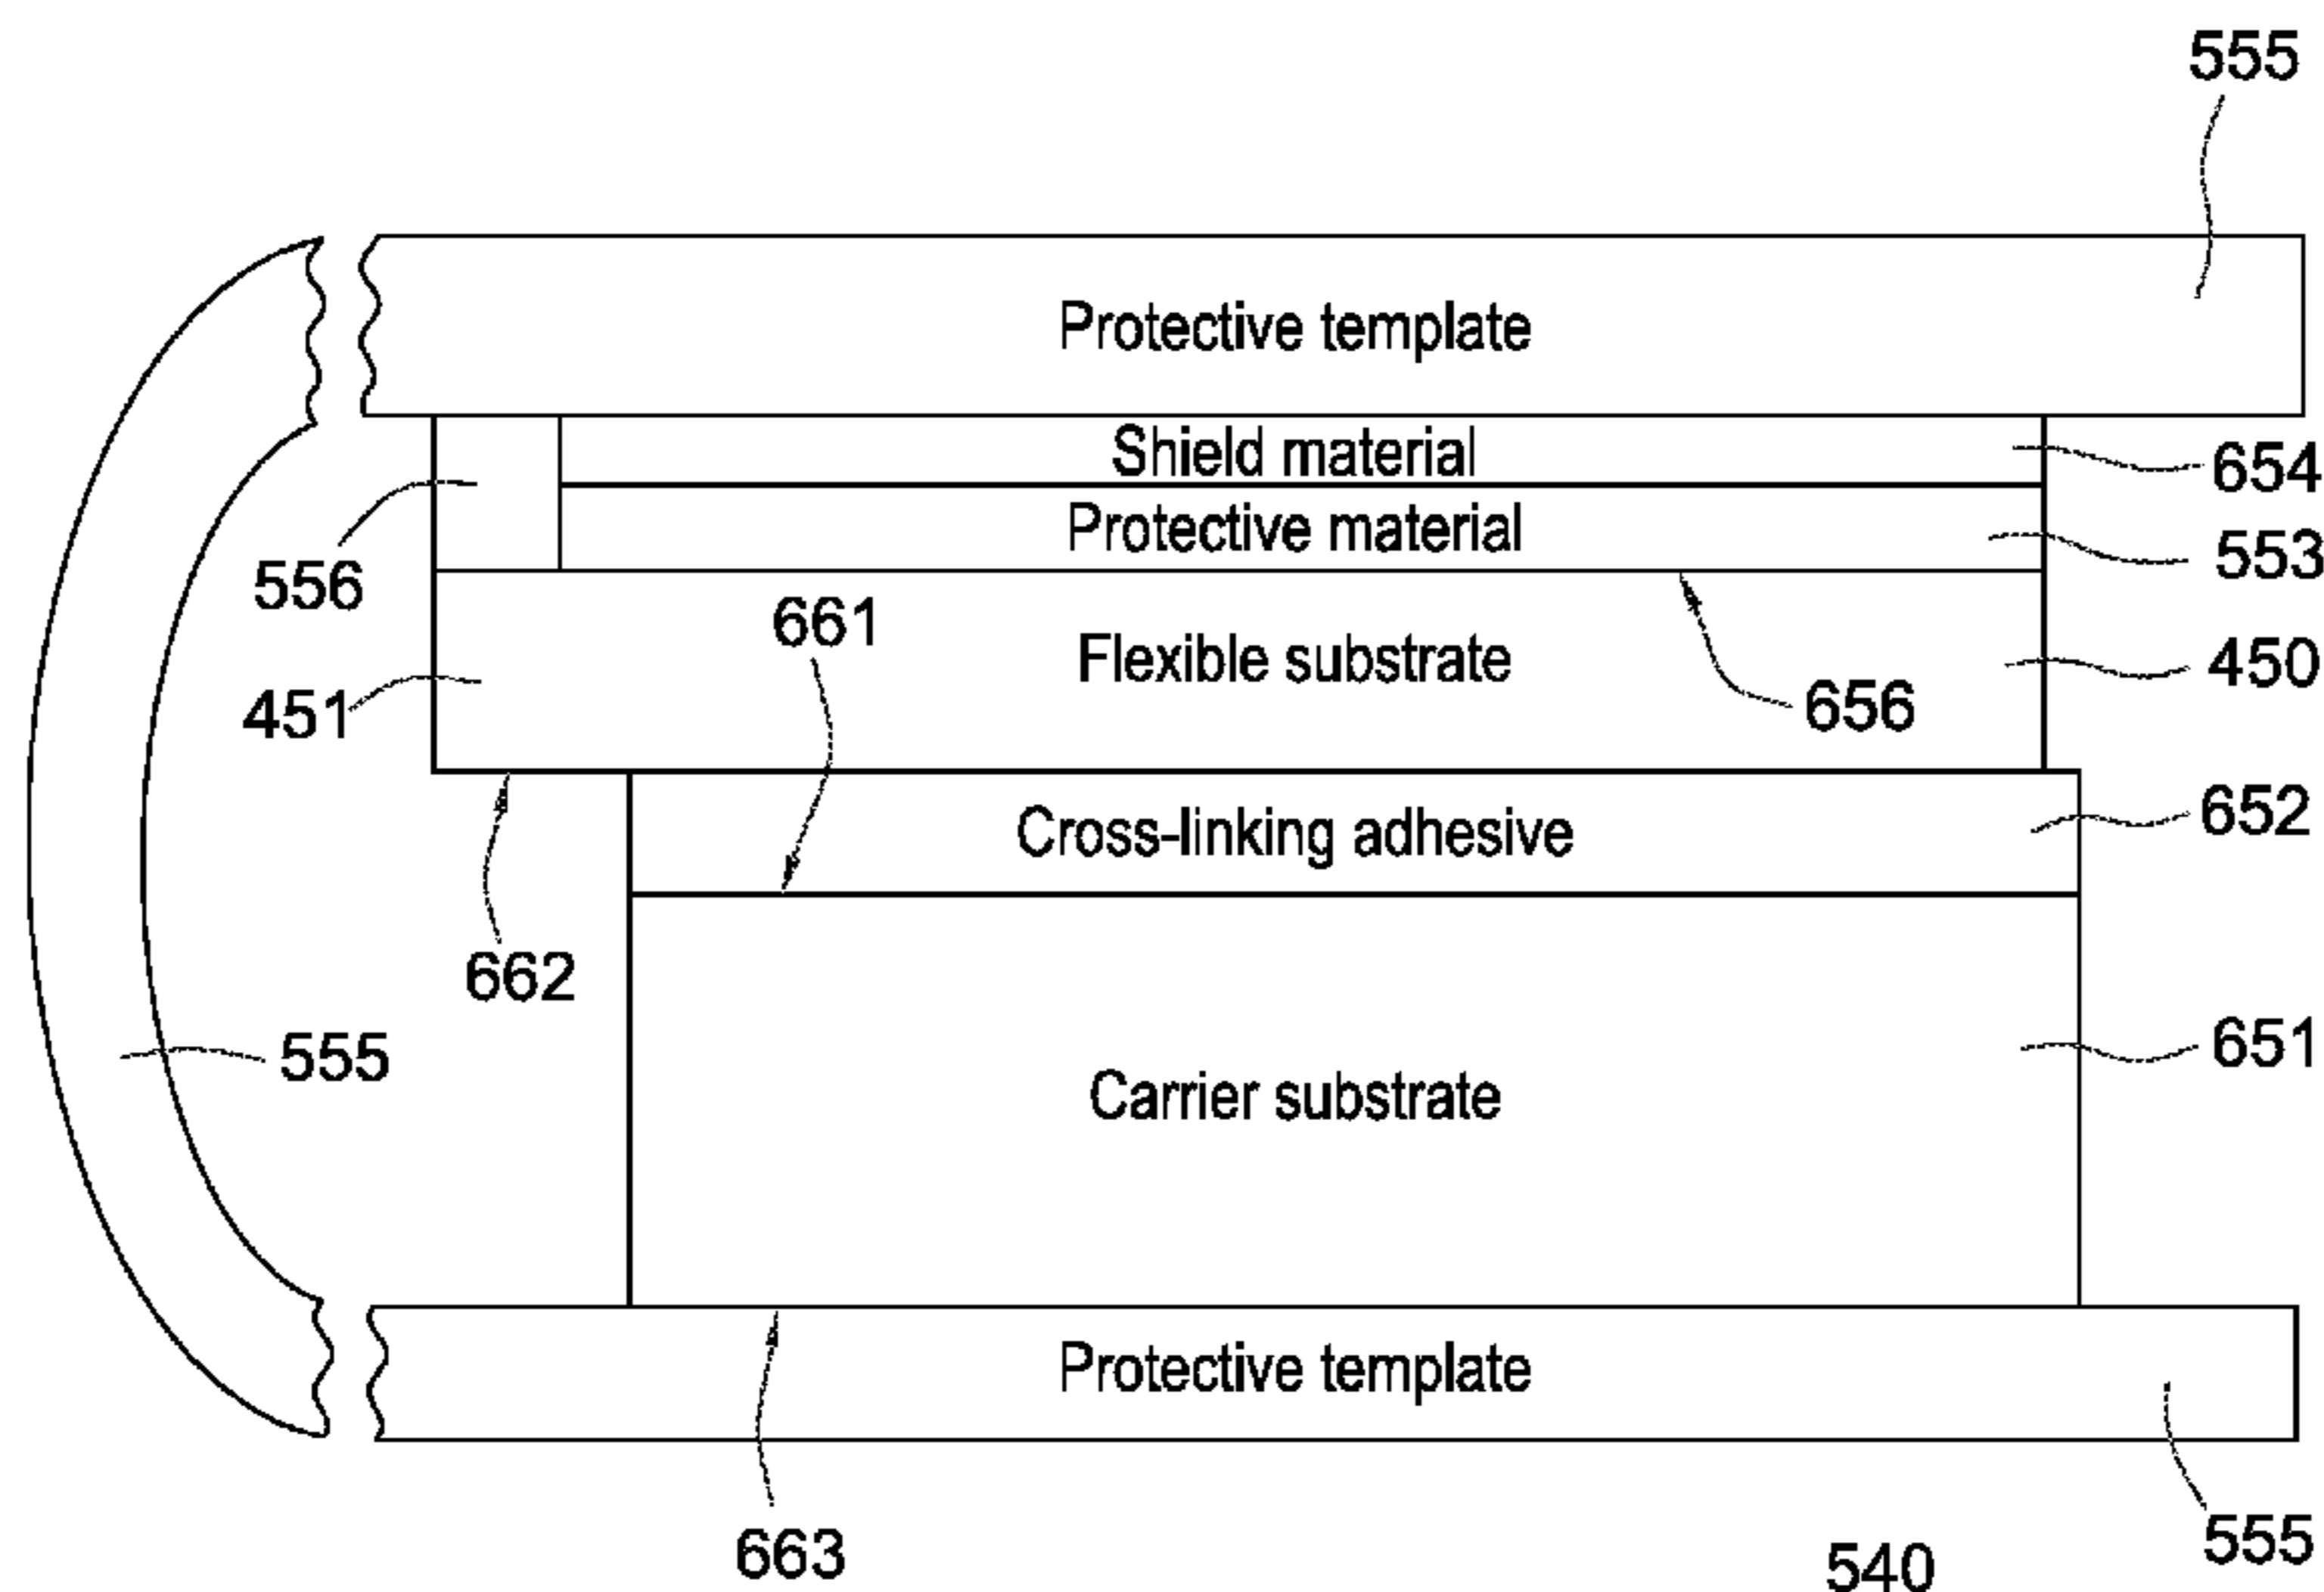 555
Protective template
Shield material
654
Protective material
553
556
661
Flexible substrate
450
451
656
Cross-linking adhesive
652
662
555
651
Carrier substrate
Protective template
663
540
555